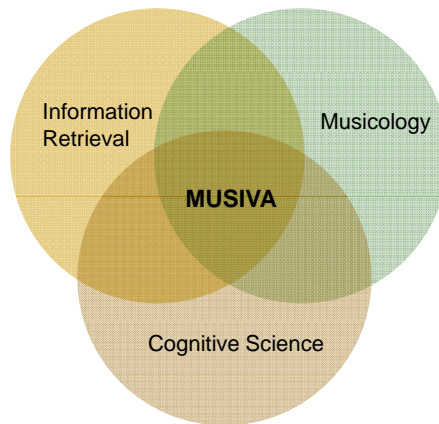 Information
Retrieval
Musicology
MUSIVA
Cognitive Science